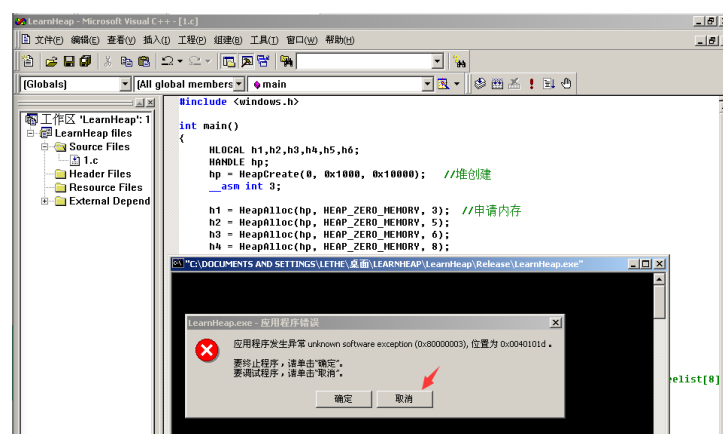 LearnHeap - Microsoft Visual C++ - [1.c]
文件(F) 编辑(E) 查看(V) 插入(I) 工程(P) 组建(B) 工具(T) 窗口(W) 帮助(H)
(Globals) [All global members main
#include <windows.h>
工作区 'LearnHeap': 1
int main()
LearnHeap files
{
Source Files
HLOCAL h1,h2,h3,h4,h5,h6;
1.c
HANDLE hp;
Header Files
hp = HeapCreate(0, 0x1000, 0x10000); //堆创建
Resource Files
__asm int 3;
External Depend
h1 = HeapAlloc(hp, HEAP_ZERO_MEMORY, 3); //申请内存
h2 = HeapAlloc(hp, HEAP_ZERO_MEMORY, 5);
h3 = HeapAlloc(hp, HEAP_ZERO_MEMORY, 6);
h4 = HeapAlloc(hp, HEAP_ZERO_MEMORY, 8);
"C:\DOCUMENTS AND SETTINGS\LETHE\桌面\LEARNHEAP\LearnHeap\Release\LearnHeap.exe"
LearnHeap.exe - 应用程序错误
应用程序发生异常 unknown software exception (0x80000003), 位置为 0x0040101d。
要终止程序，请单击“确定”。
要调试程序，请单击“取消”。
elist[8]
确定 取消